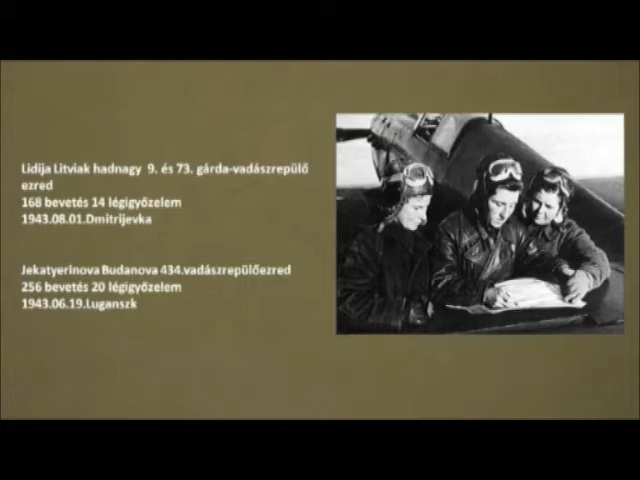 Lidija Litviak hadnagy 9. és 73. gárda-vadászrepülő
ezred
168 bevetés 14 légigyőzelem
1943.08.01.Dmitrijevka
Jekatyerinova Budanova 434.vadászrepülőezred
256 bevetés 20 légigyőzelem
1943.06.19.Luganszk